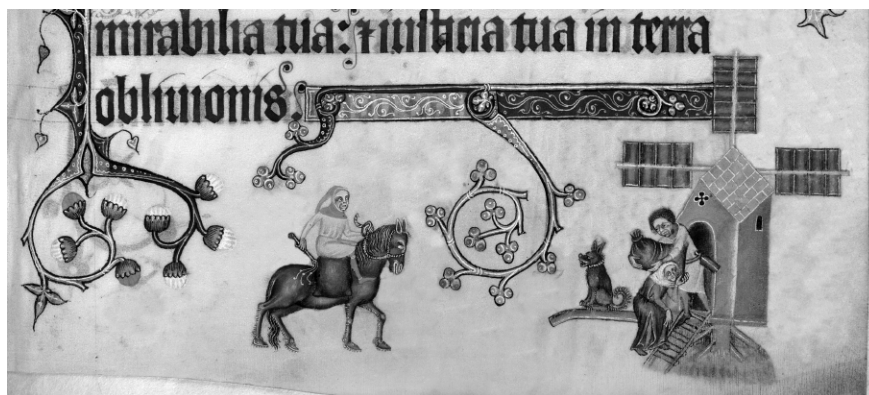 mirabilia tua: ⁊ iusticia tua in terra
obliuionis.